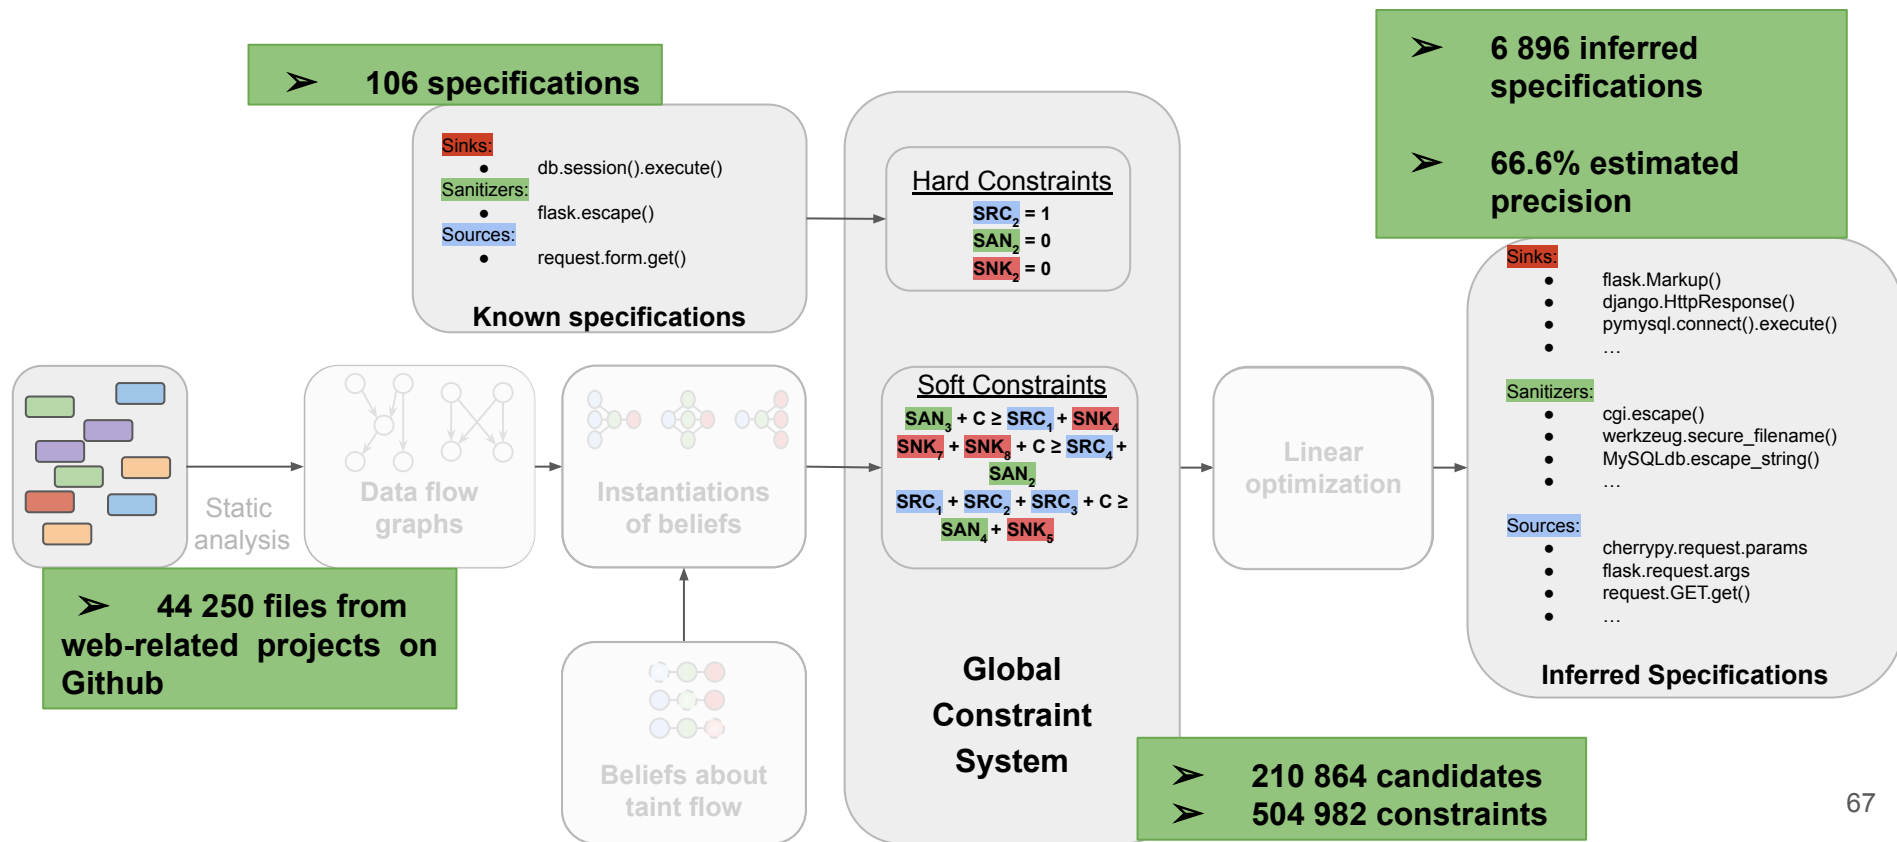 ➢ 106 specifications
Sinks:
● db.session().execute()
Sanitizers:
● flask.escape()
Sources:
● request.form.get()
Known specifications
Hard Constraints
SRC₂ = 1
SAN₂ = 0
SNK₂ = 0
➢ 6 896 inferred
specifications
➢ 66.6% estimated
precision
Static
analysis
Data flow
graphs
Instantiations
of beliefs
Soft Constraints
SAN₃ + C ≥ SRC₁ + SNK₄
SNK₇ + SNK₈ + C ≥ SRC₄ +
SAN₂
SRC₁ + SRC₂ + SRC₃ + C ≥
SAN₄ + SNK₅
Linear
optimization
Sinks:
● flask.Markup()
● django.HttpResponse()
● pymysql.connect().execute()
● …
Sanitizers:
● cgi.escape()
● werkzeug.secure_filename()
● MySQLdb.escape_string()
● …
Sources:
● cherrypy.request.params
● flask.request.args
● request.GET.get()
● …
Inferred Specifications
➢ 44 250 files from
web-related projects on
Github
Beliefs about
taint flow
Global
Constraint
System
➢ 210 864 candidates
➢ 504 982 constraints
67